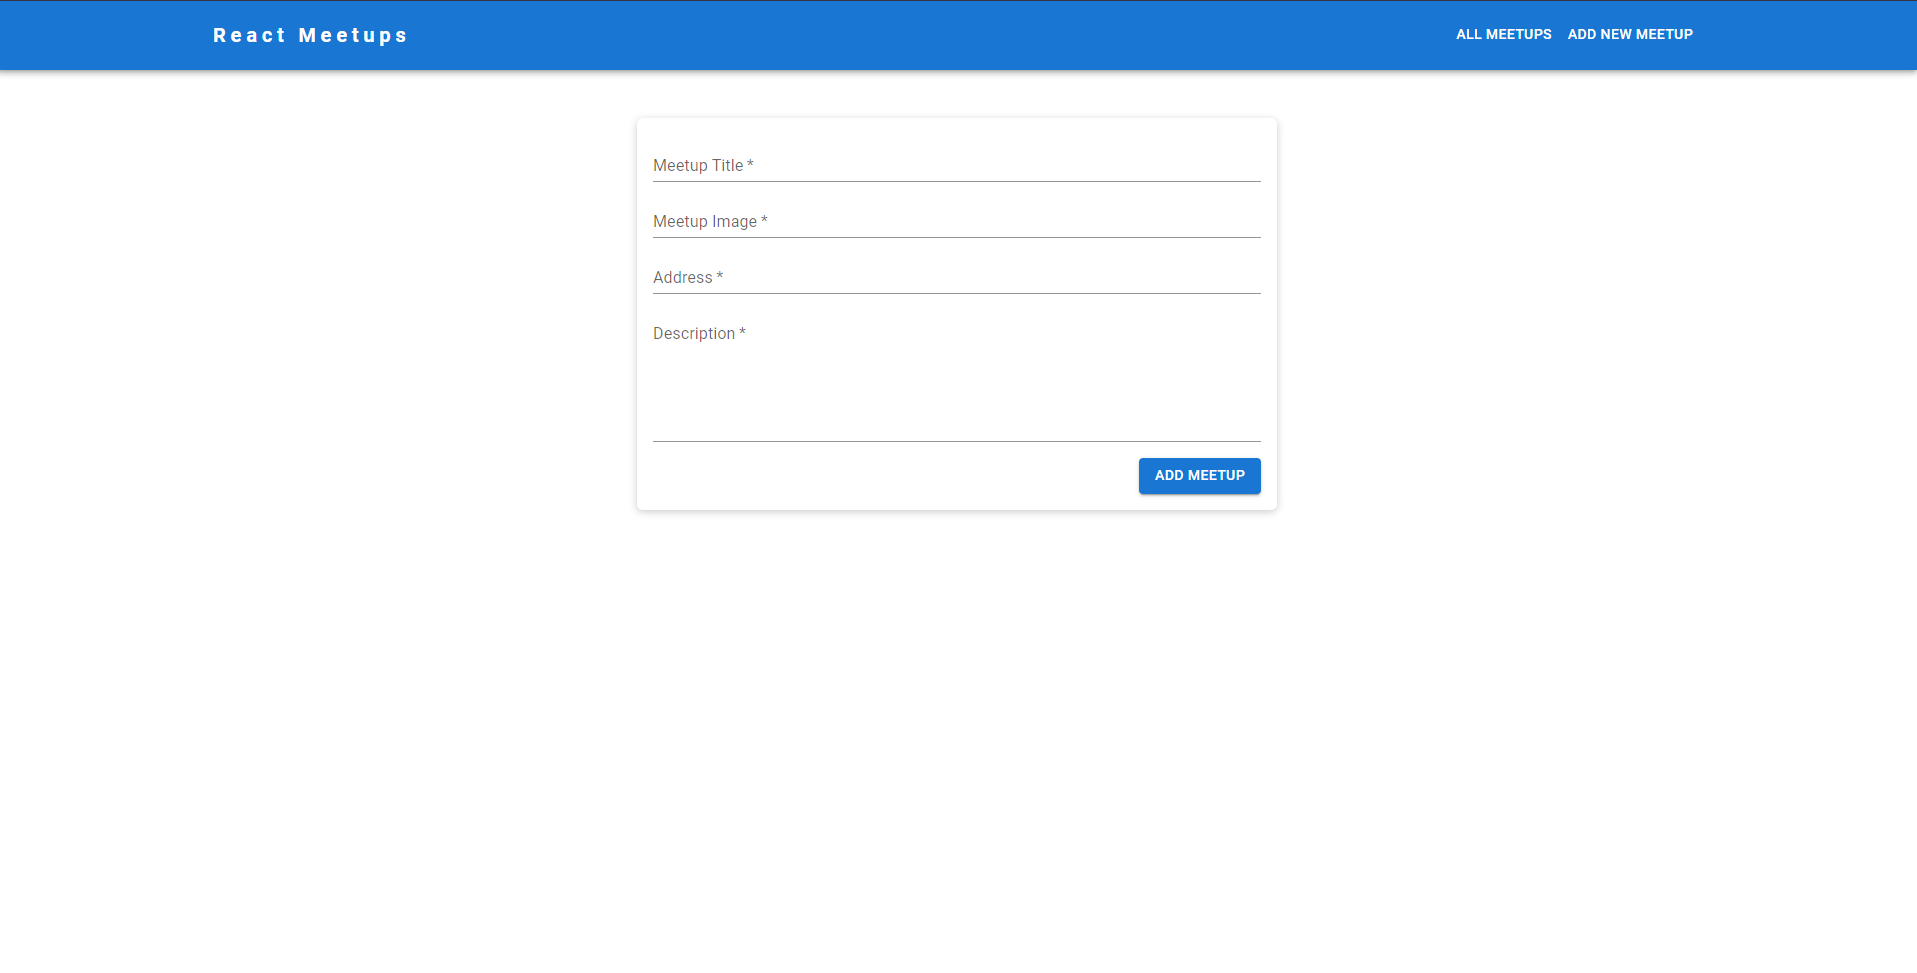 React Meetups
ALL MEETUPS ADD NEW MEETUP
Meetup Title *
Meetup Image *
Address *
Description *
ADD MEETUP